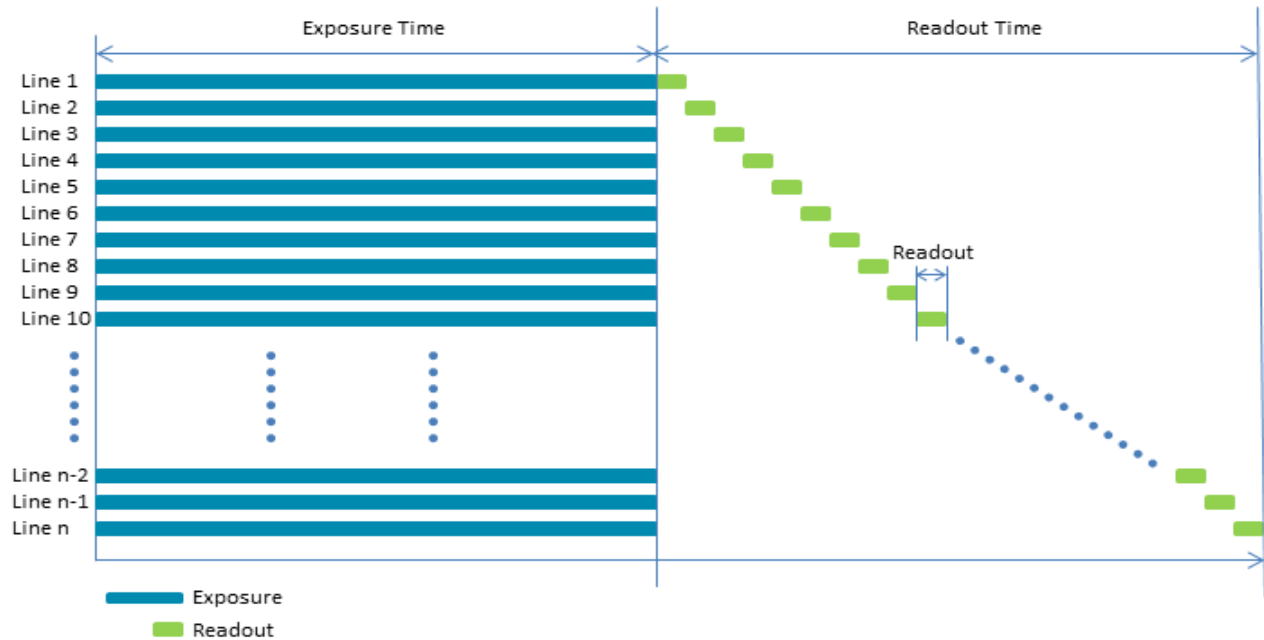 Exposure Time
Readout Time
Line 1
Line 2
Line 3
Line 4
Line 5
Line 6
Line 7
Line 8
Readout
Line 9
Line 10
Line n-2
Line n-1
Line n
Exposure
Readout